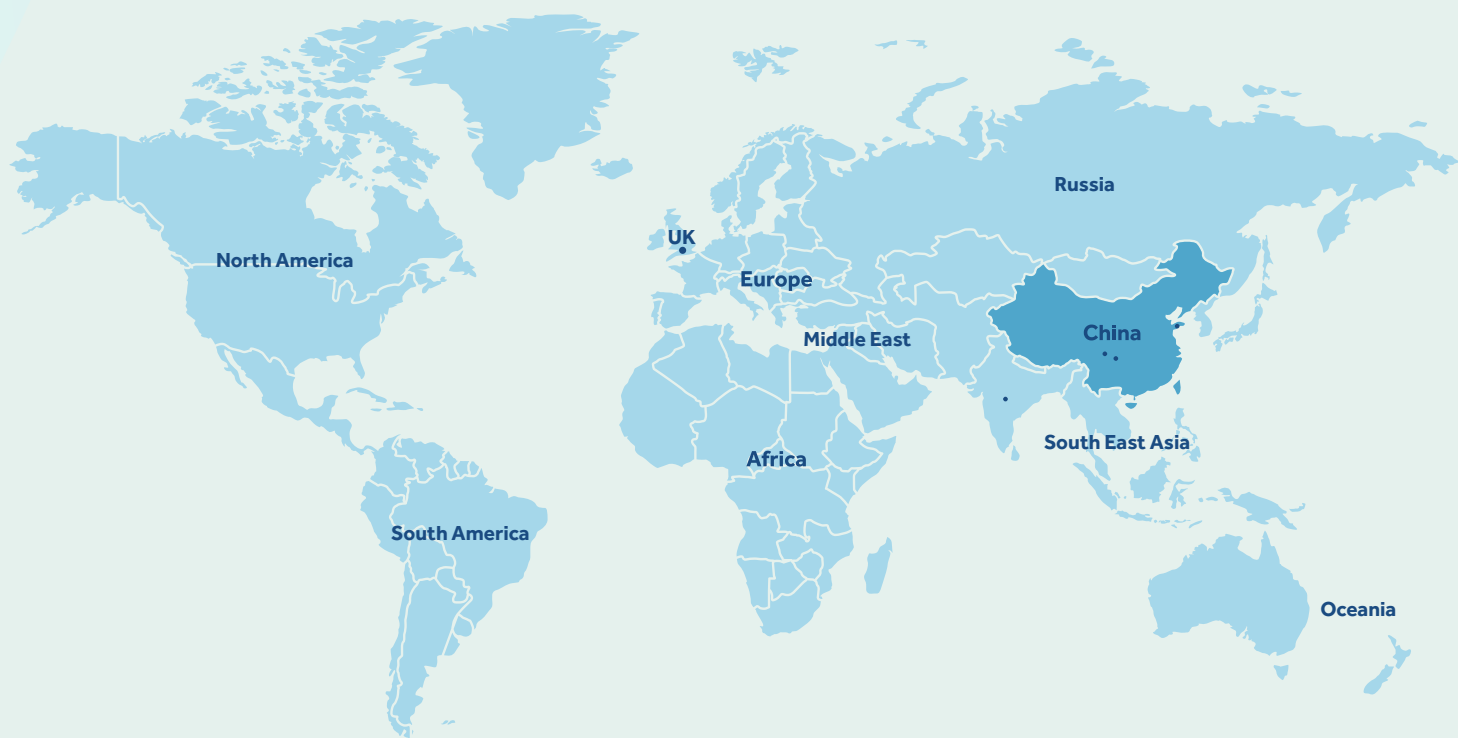 Russia
UK
North America
Europe
China
Middle East
South East Asia
Africa
South America
Oceania